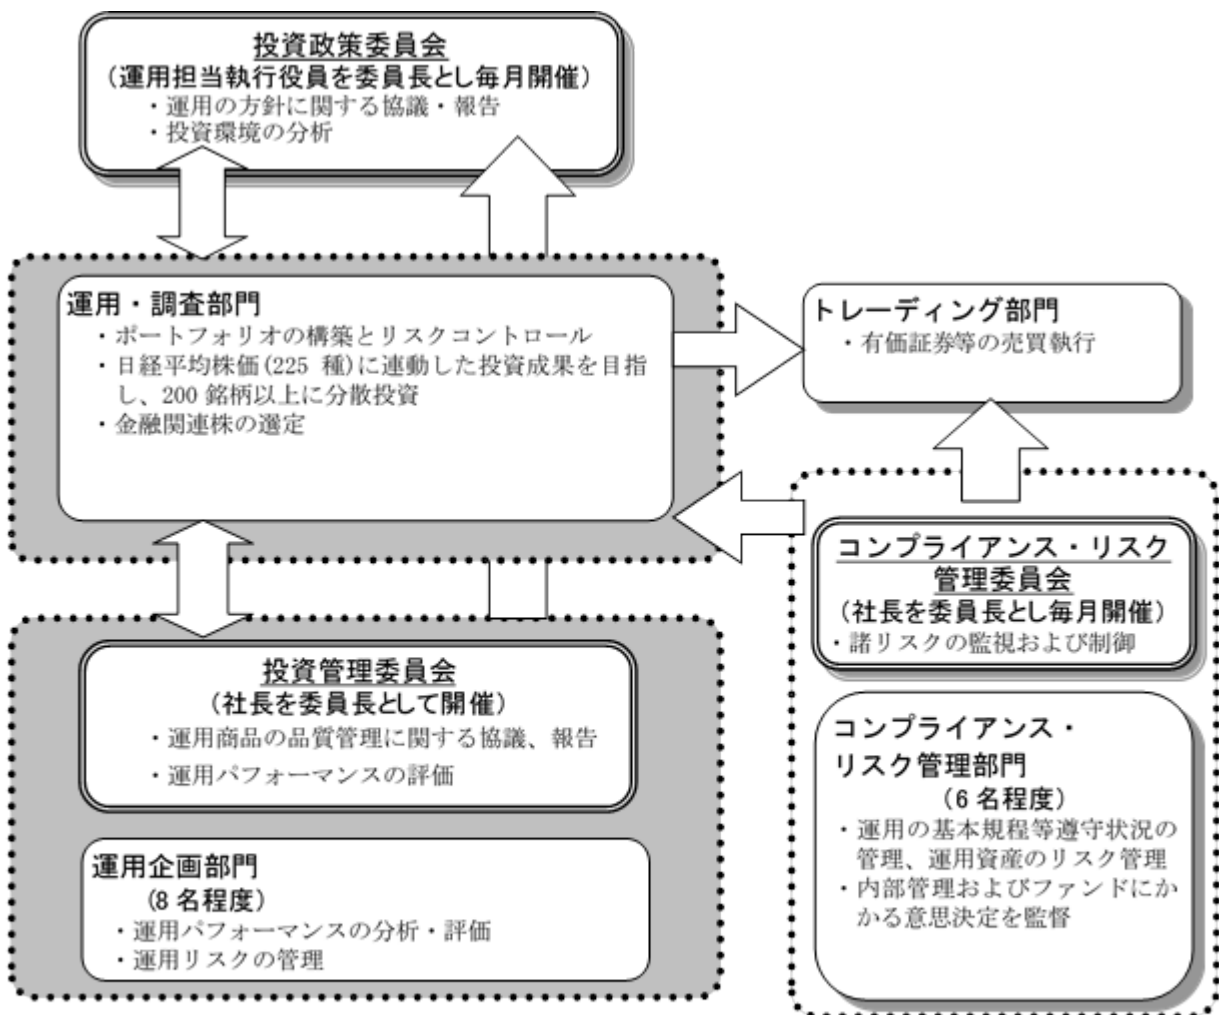 投資政策委員会
（運用担当執行役員を委員長とし毎月開催）
・運用の方針に関する協議・報告
・投資環境の分析
運用・調査部門
・ポートフォリオの構築とリスクコントロール
・日経平均株価(225 種)に連動した投資成果を目指
し、200 銘柄以上に分散投資
・金融関連株の選定
トレーディング部門
・有価証券等の売買執行
コンプライアンス・リスク
管理委員会
（社長を委員長とし毎月開催）
・諸リスクの監視および制御
投資管理委員会
（社長を委員長として開催）
・運用商品の品質管理に関する協議、報告
・運用パフォーマンスの評価
コンプライアンス・
リスク管理部門
（6 名程度）
・運用の基本規程等遵守状況の
管理、運用資産のリスク管理
・内部管理およびファンドにか
かる意思決定を監督
運用企画部門
（8 名程度）
・運用パフォーマンスの分析・評価
・運用リスクの管理